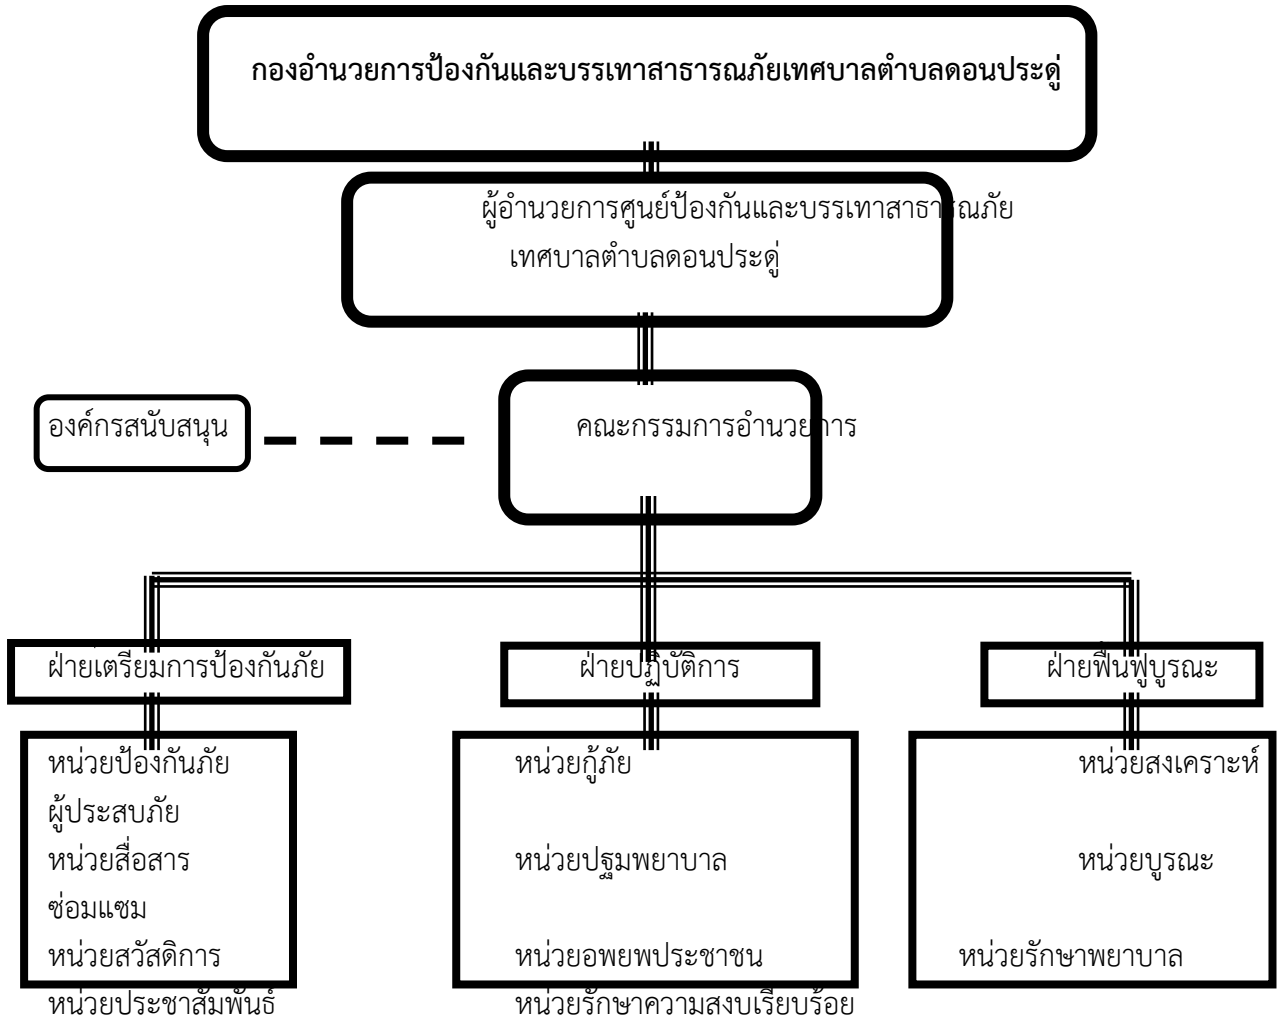 กองอำนวยการป้องกันและบรรเทาสาธารณภัยเทศบาลตำบลดอนประดู่
ผู้อำนวยการศูนย์ป้องกันและบรรเทาสาธารณภัย
เทศบาลตำบลดอนประดู่
องค์กรสนับสนุน
คณะกรรมการอำนวยการ
ฝ่ายเตรียมการป้องกันภัย
ฝ่ายปฏิบัติการ
ฝ่ายฟื้นฟูบูรณะ
หน่วยป้องกันภัย
ผู้ประสบภัย
หน่วยสื่อสาร
ซ่อมแซม
หน่วยสวัสดิการ
หน่วยประชาสัมพันธ์
หน่วยกู้ภัย
หน่วยปฐมพยาบาล
หน่วยอพยพประชาชน
หน่วยรักษาความสงบเรียบร้อย
หน่วยสงเคราะห์
หน่วยบูรณะ
หน่วยรักษาพยาบาล